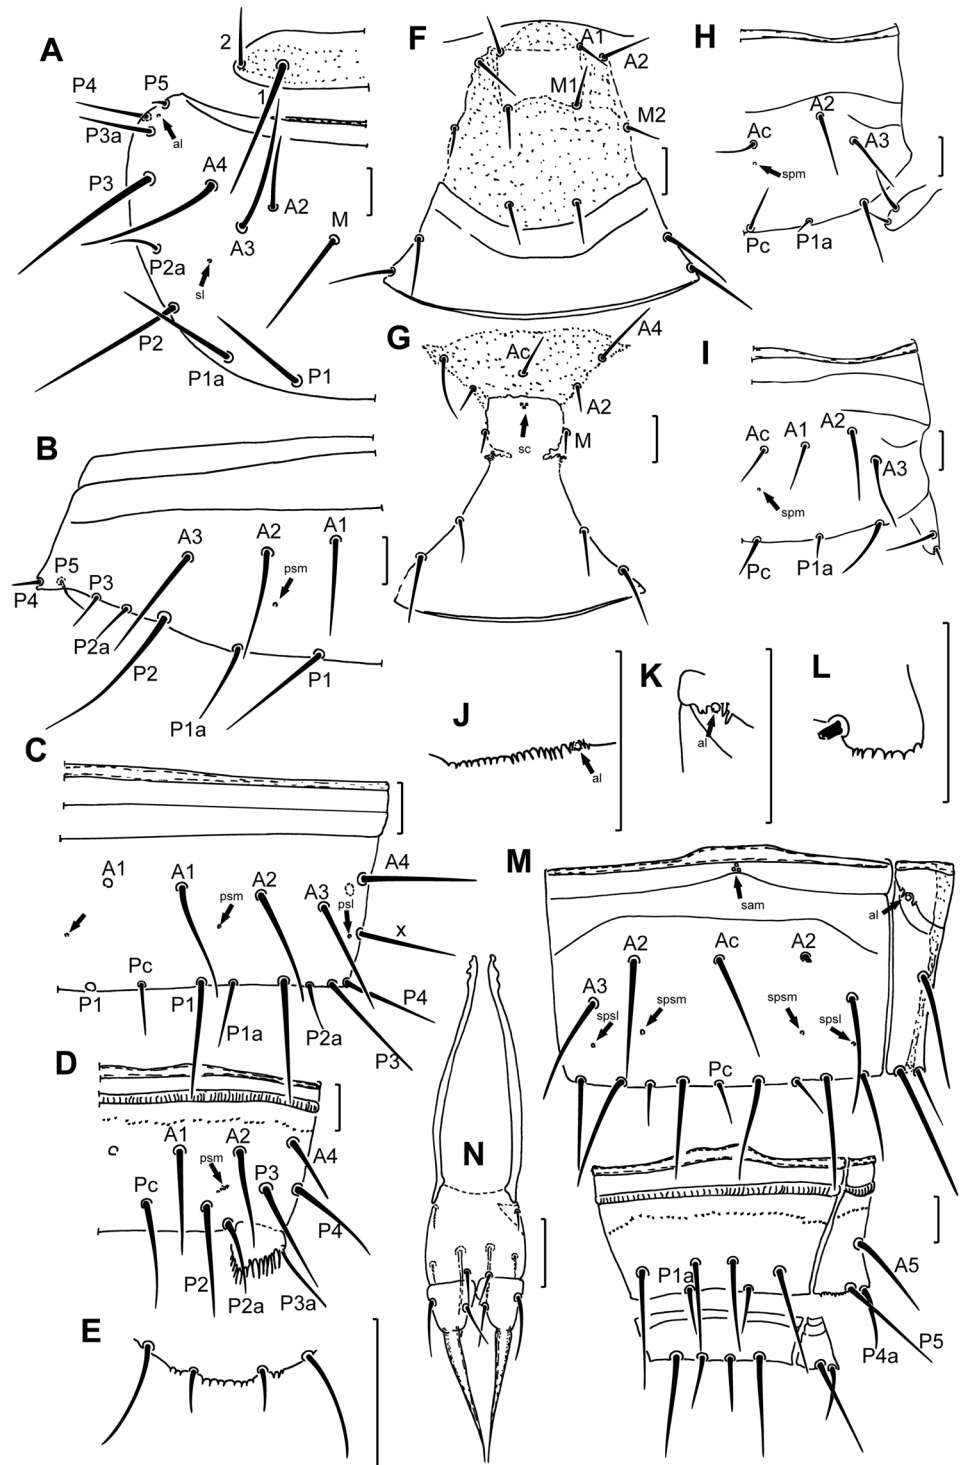 A
2
1
P4
P5
P3a
al
P3
A4
A2
A3
M
P2a
sl
P2
P1a
P1
F
A1
A2
M1
M2
H
A2
Ac
A3
spm
Pc
P1a
G
A4
Ac
A2
M
sc
I
Ac
A1
A2
A3
spm
Pc
P1a
B
A3
A2
A1
psm
P5
P4
P3
P2a
P2
P1a
P1
J
al
K
al
L
C
A1
A1
psm
A2
A3
psl
A4
x
P1
Pc
P1
P1a
P2a
P3
P4
D
A1
A2
A4
psm
P3
Pc
P4
P2
P2a
P3a
E
N
M
sam
al
A2
Ac
A2
A3
spsl
spsm
spsm
spsl
Pc
P1a
A5
P5
P4a